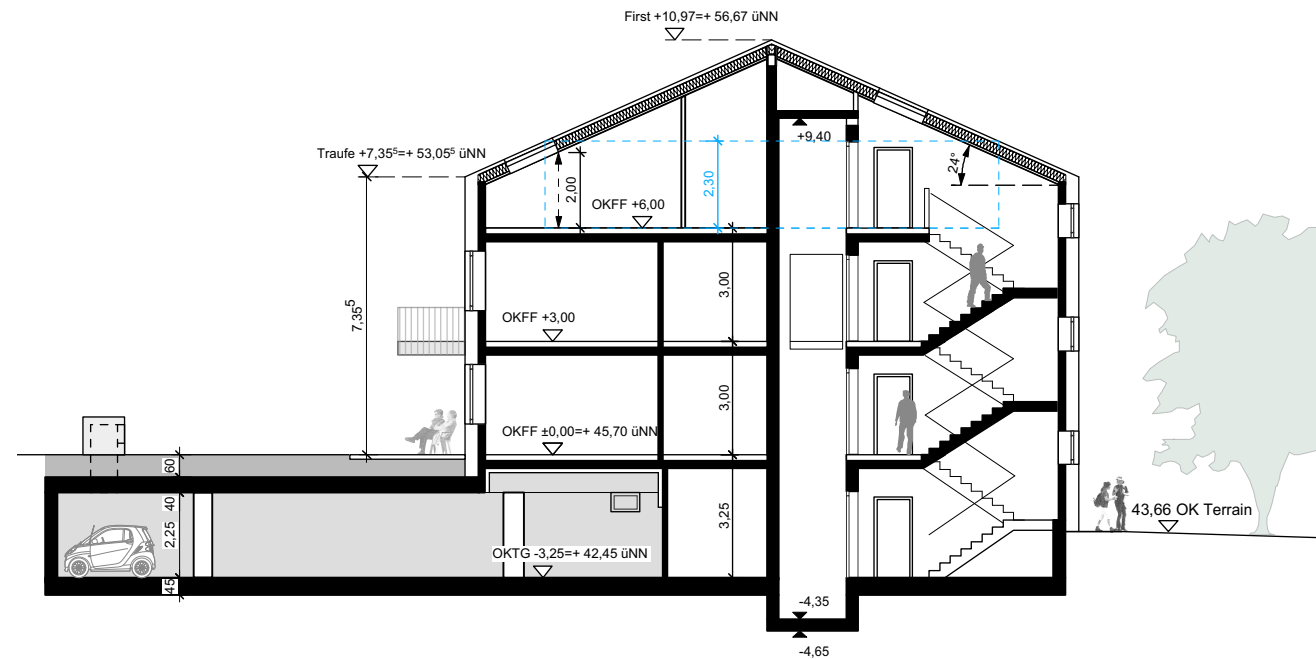 First +10,97=+ 56,67 üNN
+9,40
Traufe +7,35⁵=+ 53,05⁵ üNN
24°
2,00
2,30
OKFF +6,00
3,00
7,35⁵
OKFF +3,00
3,00
OKFF ±0,00=+ 45,70 üNN
60
40
3,25
43,66 OK Terrain
2,25
OKTG -3,25=+ 42,45 üNN
45
-4,35
-4,65